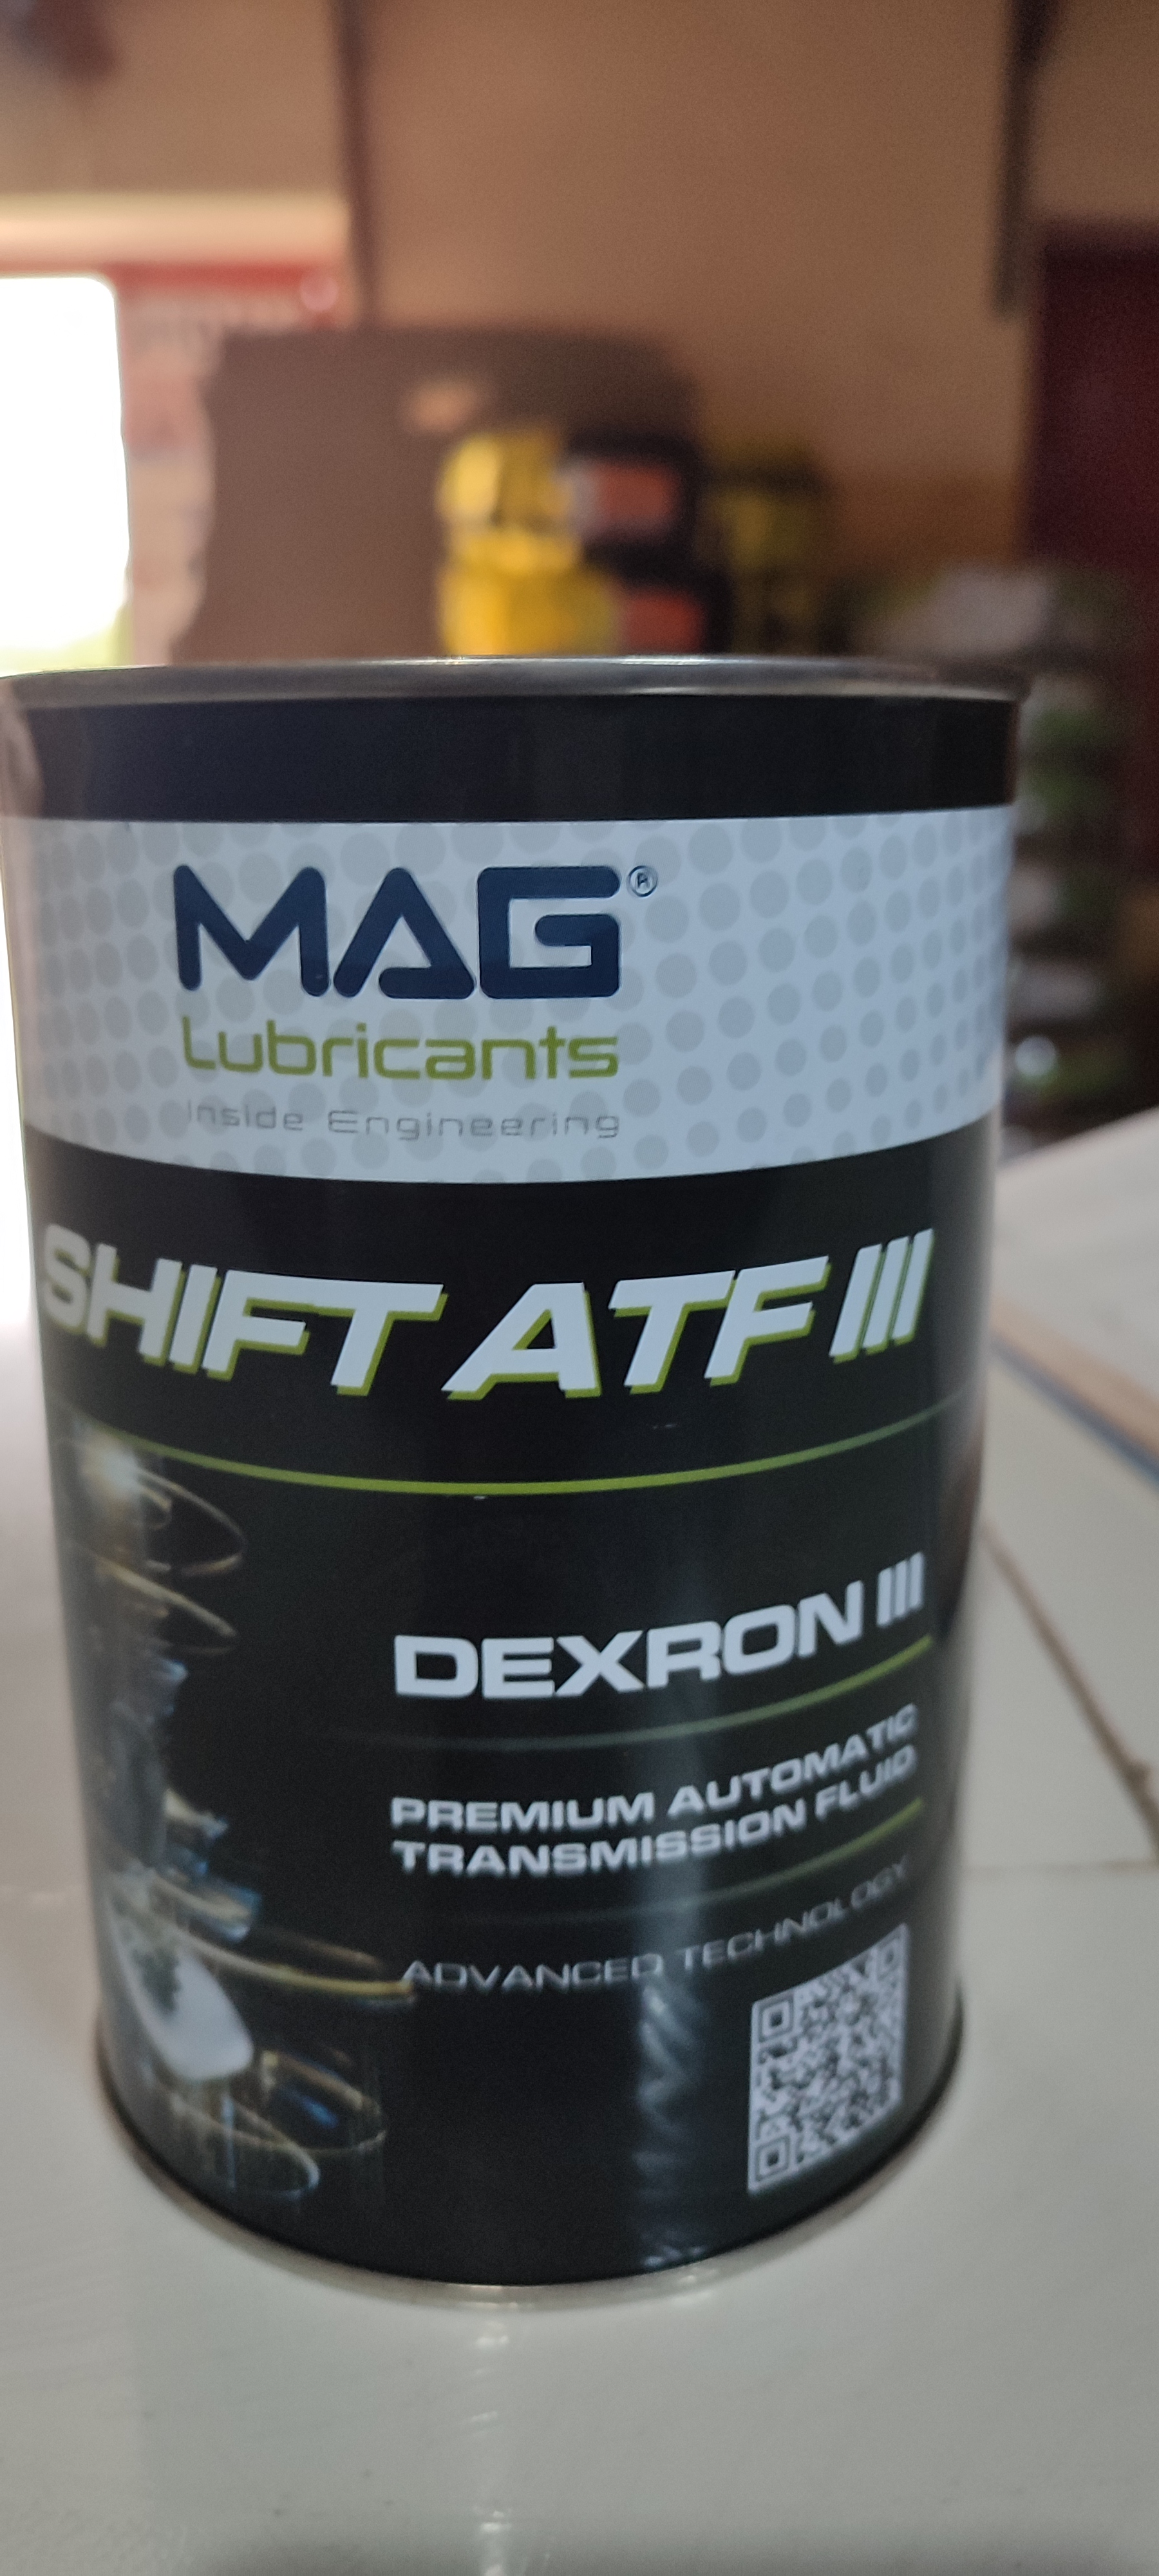 MAG®
Lubricants
Inside Engineering
SHIFT ATF III
DEXRON III
PREMIUM AUTOMATIC
TRANSMISSION FLUID
ADVANCED TECHNOLOGY